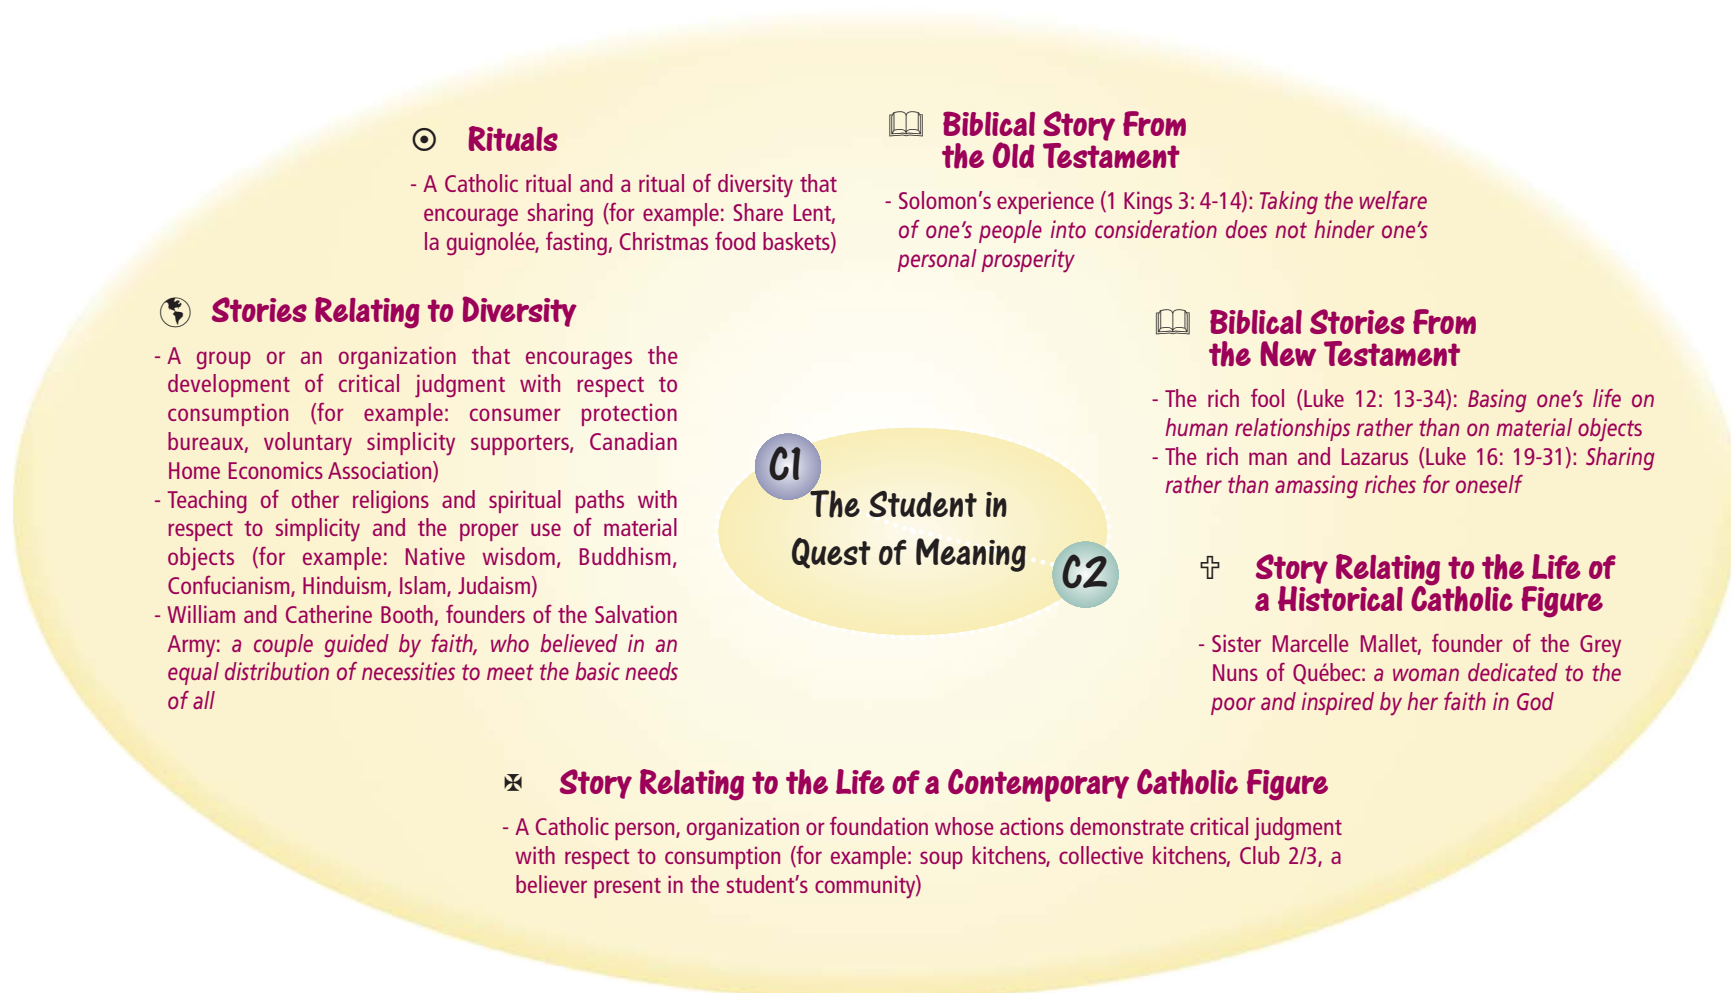 Rituals
- A Catholic ritual and a ritual of diversity that
encourage sharing (for example: Share Lent,
la guignolée, fasting, Christmas food baskets)
Biblical Story From
the Old Testament
- Solomon's experience (1 Kings 3: 4-14): Taking the welfare
of one's people into consideration does not hinder one's
personal prosperity
Stories Relating to Diversity
- A group or an organization that encourages the
development of critical judgment with respect to
consumption (for example: consumer protection
bureaux, voluntary simplicity supporters, Canadian
Home Economics Association)
- Teaching of other religions and spiritual paths with
respect to simplicity and the proper use of material
objects (for example: Native wisdom, Buddhism,
Confucianism, Hinduism, Islam, Judaism)
- William and Catherine Booth, founders of the Salvation
Army: a couple guided by faith, who believed in an
equal distribution of necessities to meet the basic needs
of all
Biblical Stories From
the New Testament
- The rich fool (Luke 12: 13-34): Basing one's life on
human relationships rather than on material objects
- The rich man and Lazarus (Luke 16: 19-31): Sharing
rather than amassing riches for oneself
C1
The Student in
Quest of Meaning
C2
Story Relating to the Life of
a Historical Catholic Figure
- Sister Marcelle Mallet, founder of the Grey
Nuns of Québec: a woman dedicated to the
poor and inspired by her faith in God
Story Relating to the Life of a Contemporary Catholic Figure
- A Catholic person, organization or foundation whose actions demonstrate critical judgment
with respect to consumption (for example: soup kitchens, collective kitchens, Club 2/3, a
believer present in the student's community)